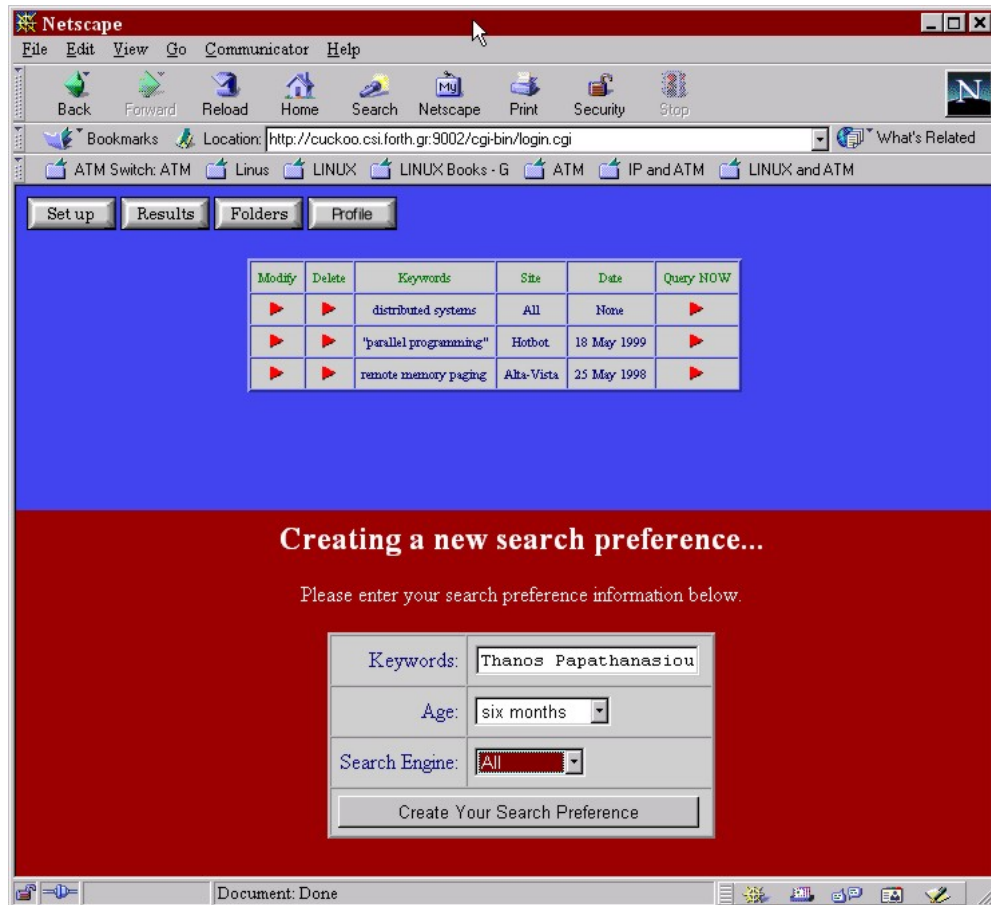 Netscape
File Edit View Go Communicator Help
Back Forward Reload Home Search Netscape Print Security Stop
My
N
Bookmarks Location: http://cuckoo.csi.forth.gr:9002/cgi-bin/login.cgi What's Related
ATM Switch: ATM Linus LINUX LINUX Books - G ATM IP and ATM LINUX and ATM
Set up Results Folders Profile
Modify Delete Keywords Site Date Query NOW
distributed systems All None
"parallel programming" Hotbot 18 May 1999
remote memory paging Alta-Vista 25 May 1998
Creating a new search preference...
Please enter your search preference information below.
Keywords: Thanos Papathanasiou
Age: six months
Search Engine: All
Create Your Search Preference
Document: Done